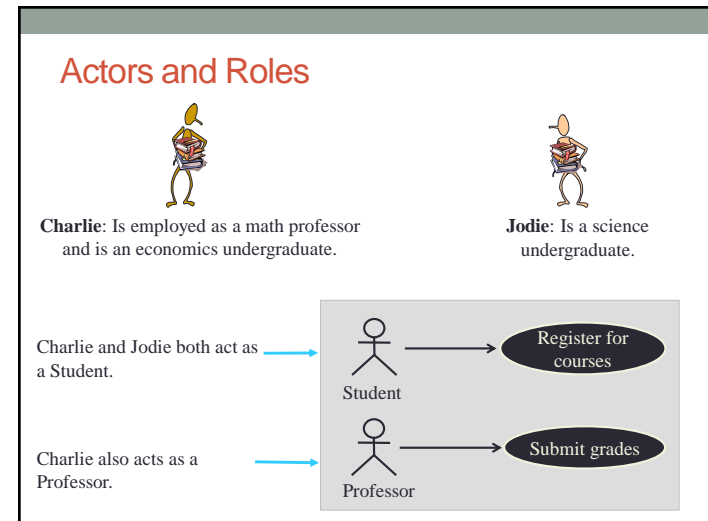 Actors and Roles
Charlie: Is employed as a math professor
and is an economics undergraduate.
Jodie: Is a science
undergraduate.
Charlie and Jodie both act as
a Student.
Student
Register for
courses
Charlie also acts as a
Professor.
Professor
Submit grades